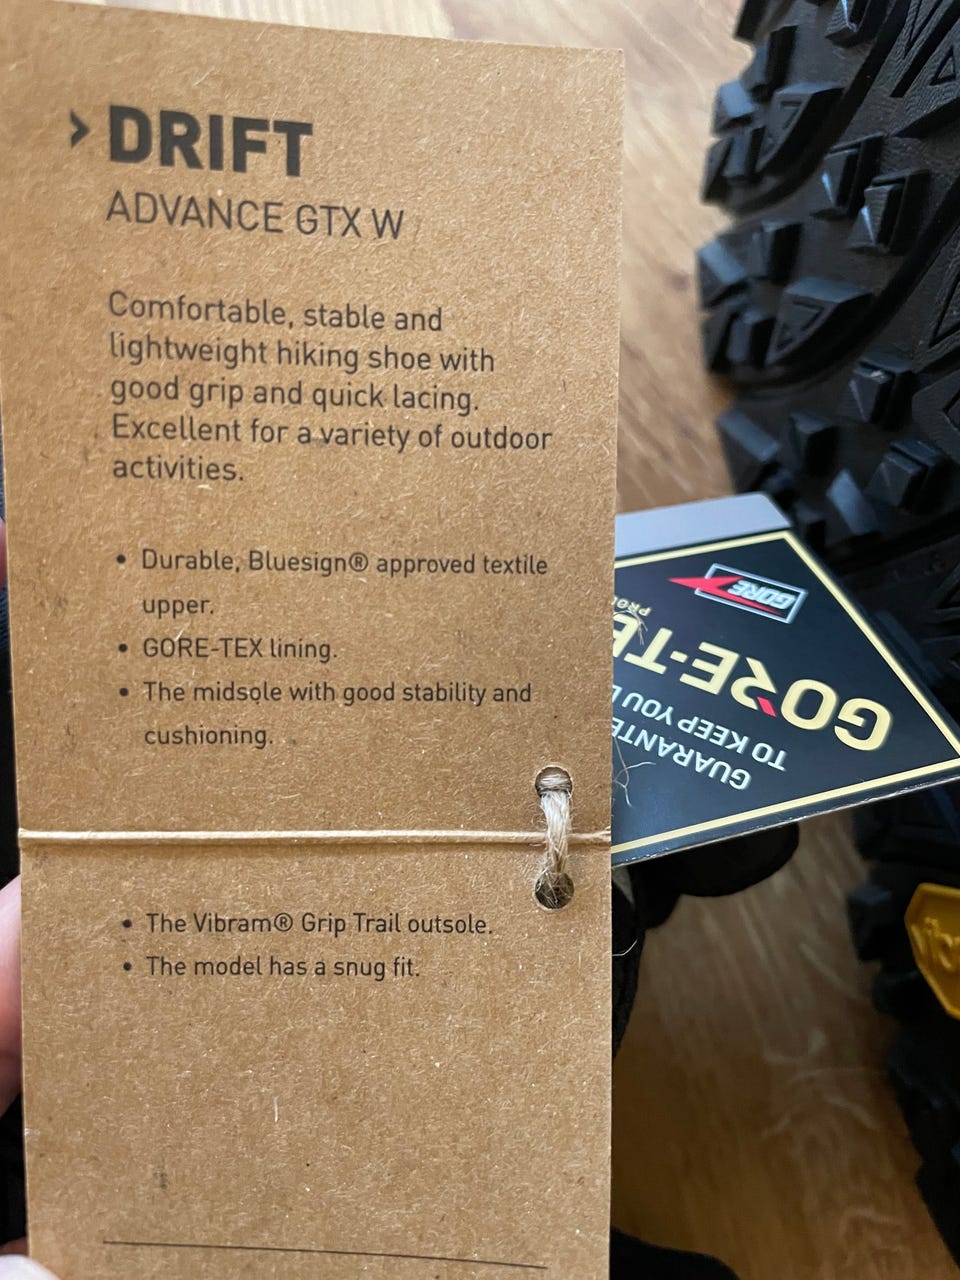 › DRIFT
ADVANCE GTX W
Comfortable, stable and
lightweight hiking shoe with
good grip and quick lacing.
Excellent for a variety of outdoor
activities.
• Durable, Bluesign® approved textile
upper.
• GORE-TEX lining.
• The midsole with good stability and
cushioning.
• The Vibram® Grip Trail outsole.
• The model has a snug fit.
GORE
GORE-TE
TO KEEP YOU